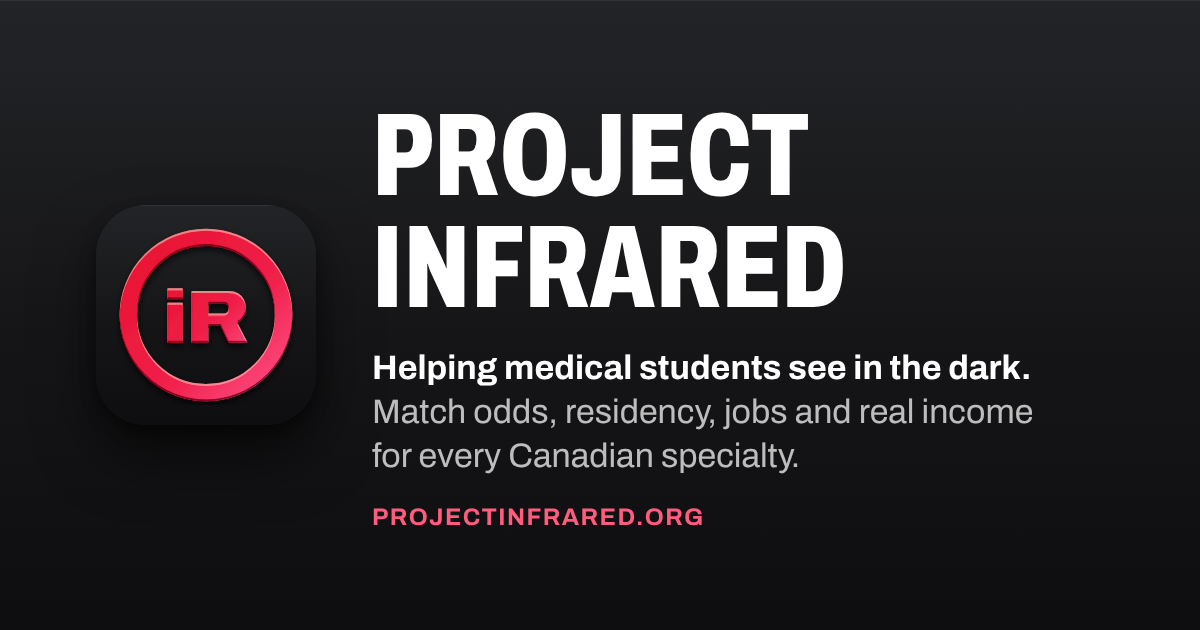 iR
PROJECT
INFRARED
Helping medical students see in the dark.
Match odds, residency, jobs and real income
for every Canadian specialty.
PROJECTINFRARED.ORG